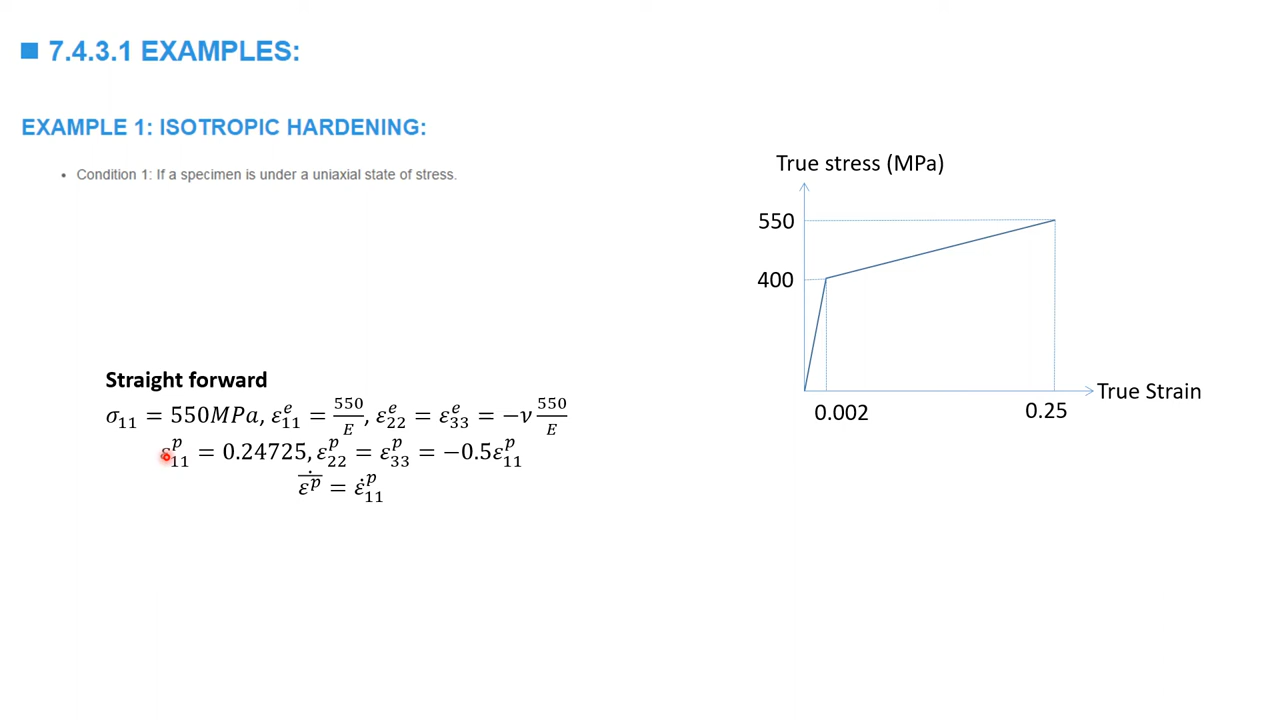 7.4.3.1 EXAMPLES:
EXAMPLE 1: ISOTROPIC HARDENING:
• Condition 1: If a specimen is under a uniaxial state of stress.
True stress (MPa)
550
400
0.002
0.25
True Strain
Straight forward
σ₁₁ = 550MPa, ε₁₁ᵉ = 550/E, ε₂₂ᵉ = ε₃₃ᵉ = −ν 550/E
ε₁₁ᵖ = 0.24725, ε₂₂ᵖ = ε₃₃ᵖ = −0.5ε₁₁ᵖ
ε̅̇ᵖ = ε̇₁₁ᵖ